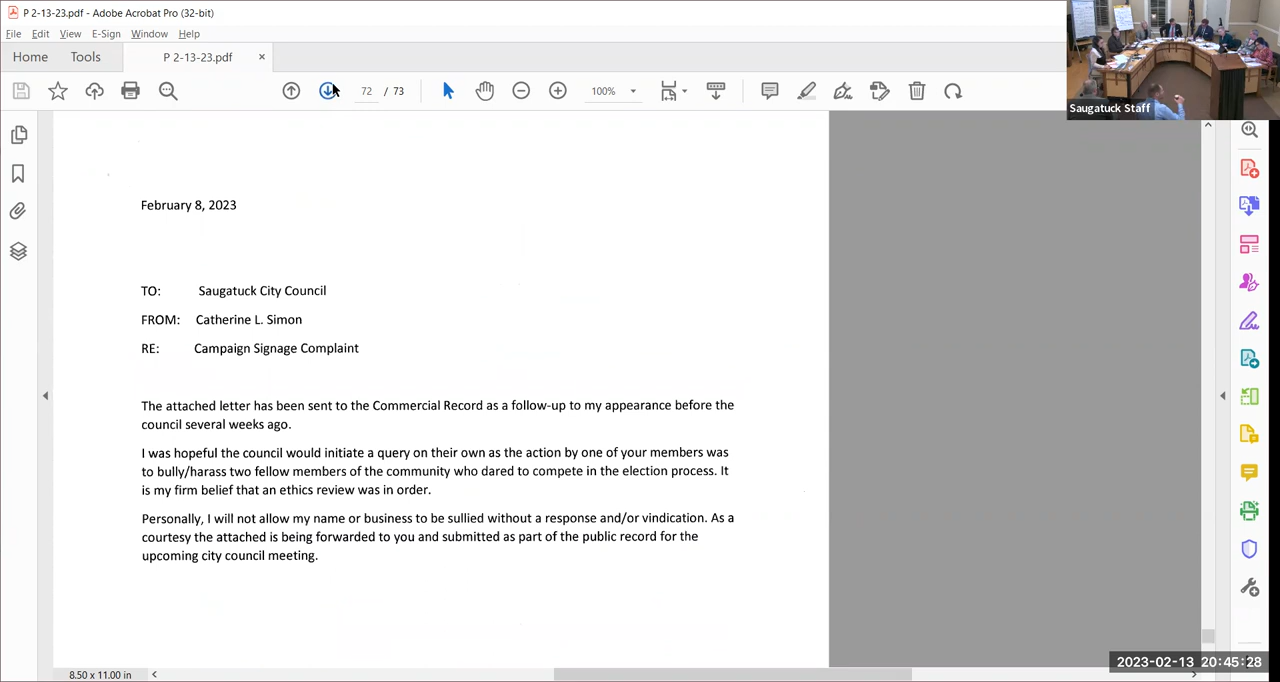 P 2-13-23.pdf - Adobe Acrobat Pro (32-bit)
File Edit View E-Sign Window Help
Home Tools P 2-13-23.pdf ×
72 / 73 100%
Saugatuck Staff
February 8, 2023
TO: Saugatuck City Council
FROM: Catherine L. Simon
RE: Campaign Signage Complaint
The attached letter has been sent to the Commercial Record as a follow-up to my appearance before the
council several weeks ago.
I was hopeful the council would initiate a query on their own as the action by one of your members was
to bully/harass two fellow members of the community who dared to compete in the election process. It
is my firm belief that an ethics review was in order.
Personally, I will not allow my name or business to be sullied without a response and/or vindication. As a
courtesy the attached is being forwarded to you and submitted as part of the public record for the
upcoming city council meeting.
8.50 x 11.00 in
2023-02-13 20:45:28